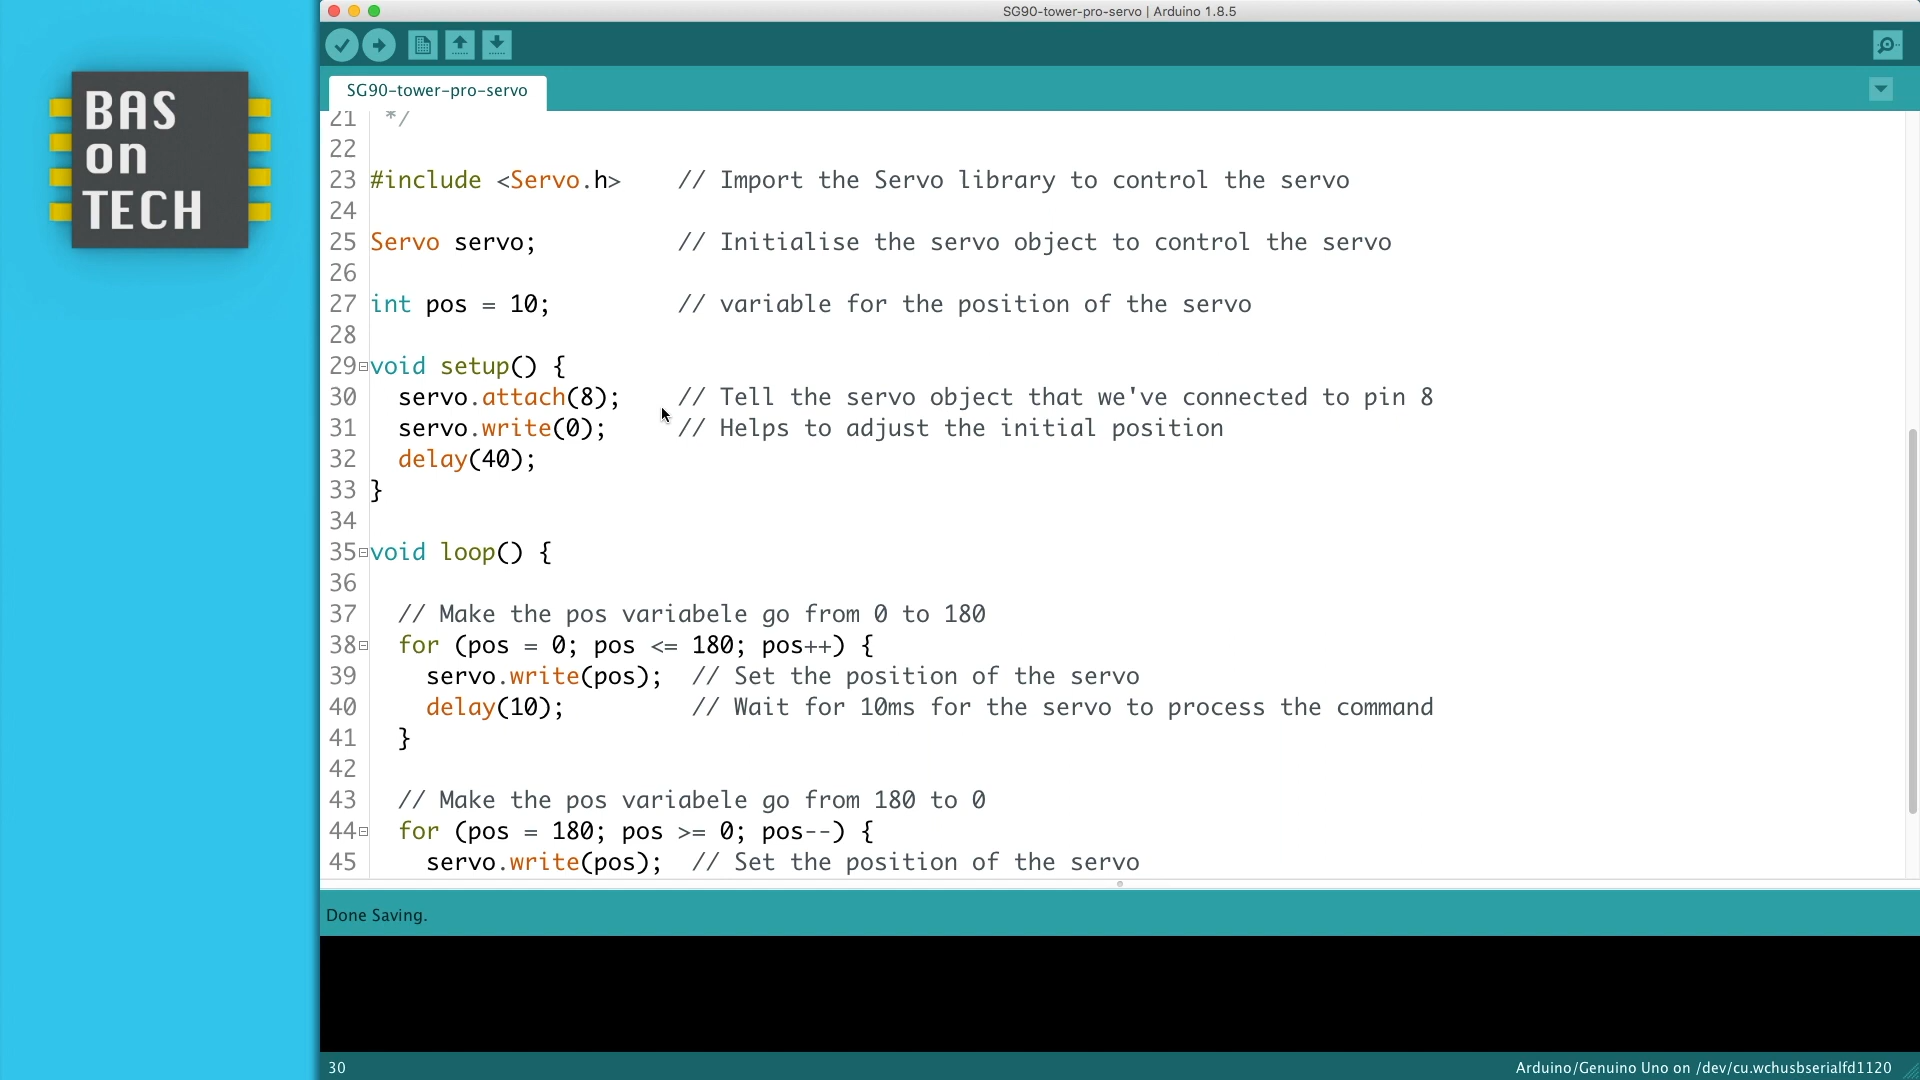 BAS
on
TECH
SG90-tower-pro-servo | Arduino 1.8.5
SG90-tower-pro-servo
21 */
22
23 #include <Servo.h> // Import the Servo library to control the servo
24
25 Servo servo; // Initialise the servo object to control the servo
26
27 int pos = 10; // variable for the position of the servo
28
29 void setup() {
30 servo.attach(8); // Tell the servo object that we've connected to pin 8
31 servo.write(0); // Helps to adjust the initial position
32 delay(40);
33 }
34
35 void loop() {
36
37 // Make the pos variabele go from 0 to 180
38 for (pos = 0; pos <= 180; pos++) {
39 servo.write(pos); // Set the position of the servo
40 delay(10); // Wait for 10ms for the servo to process the command
41 }
42
43 // Make the pos variabele go from 180 to 0
44 for (pos = 180; pos >= 0; pos--) {
45 servo.write(pos); // Set the position of the servo
Done Saving.
30 Arduino/Genuino Uno on /dev/cu.wchusbserialfd1120